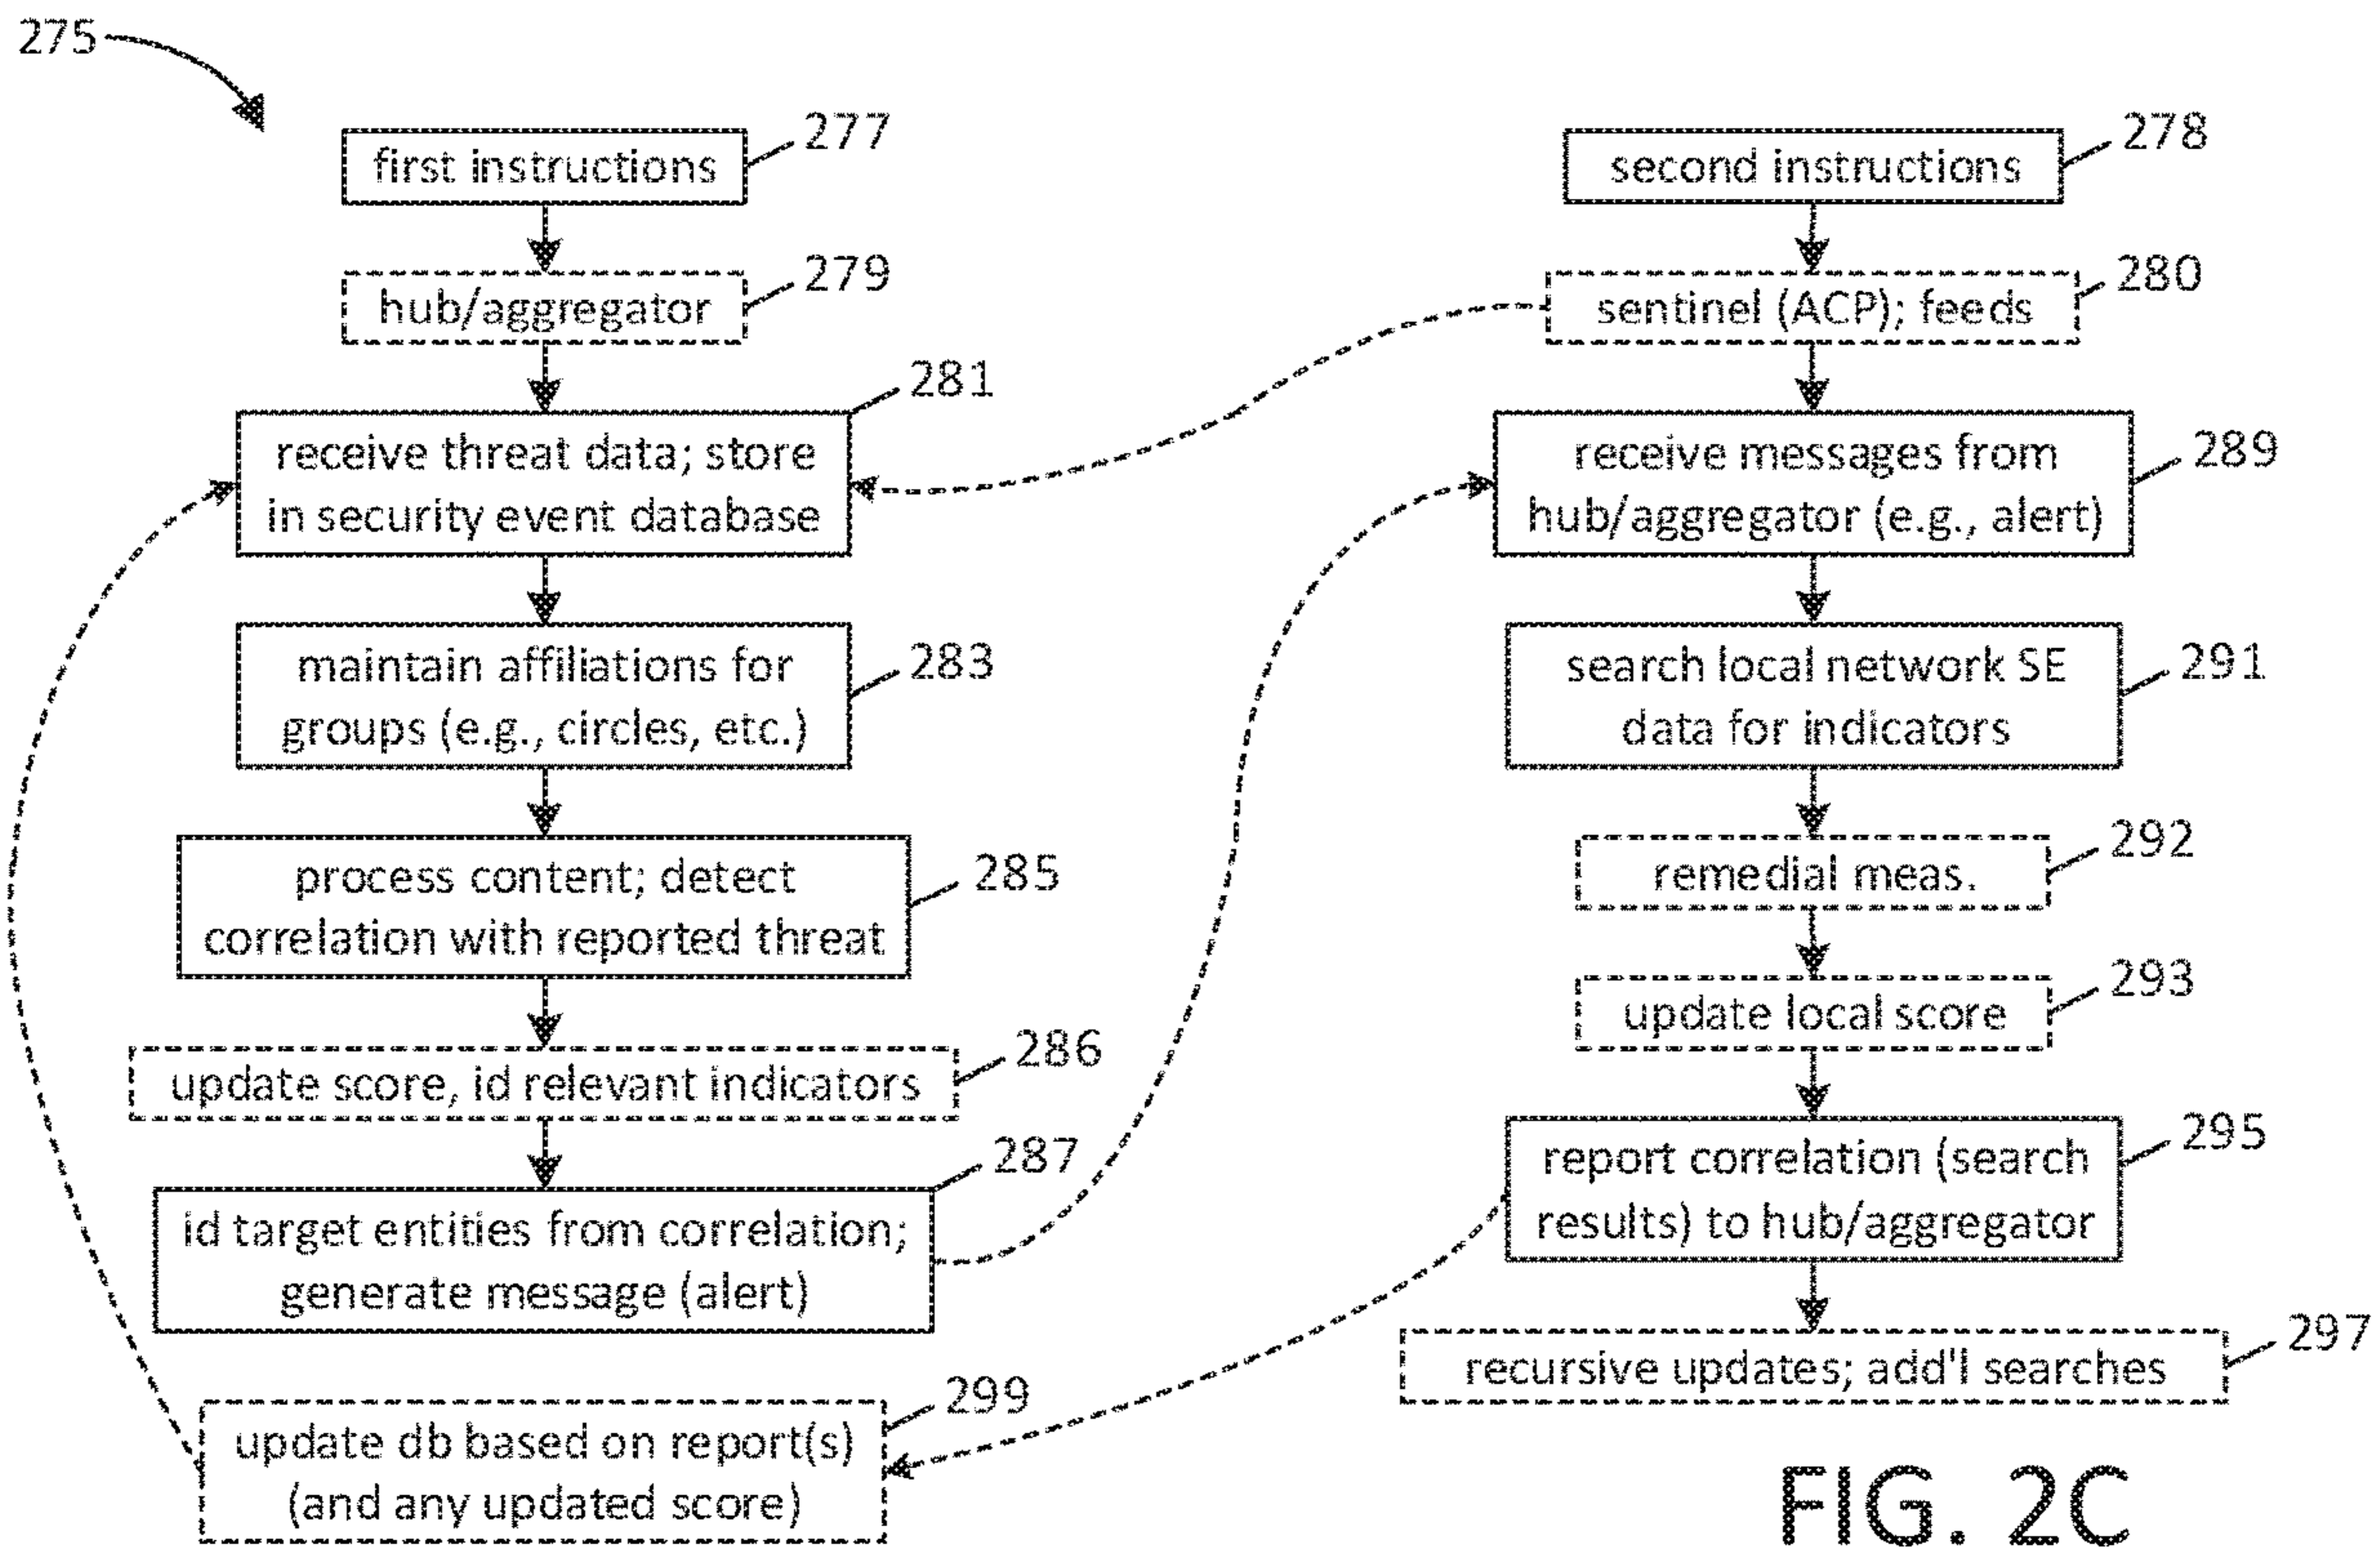 275
first instructions
277
hub/aggregator
279
receive threat data; store
in security event database
281
maintain affiliations for
groups (e.g., circles, etc.)
283
process content; detect
correlation with reported threat
285
update score, id relevant indicators
286
id target entities from correlation;
generate message (alert)
287
update db based on report(s)
(and any updated score)
299
second instructions
278
sentinel (ACP); feeds
280
receive messages from
hub/aggregator (e.g., alert)
289
search local network SE
data for indicators
291
remedial meas.
292
update local score
293
report correlation (search
results) to hub/aggregator
295
recursive updates; add'l searches
297
FIG. 2C